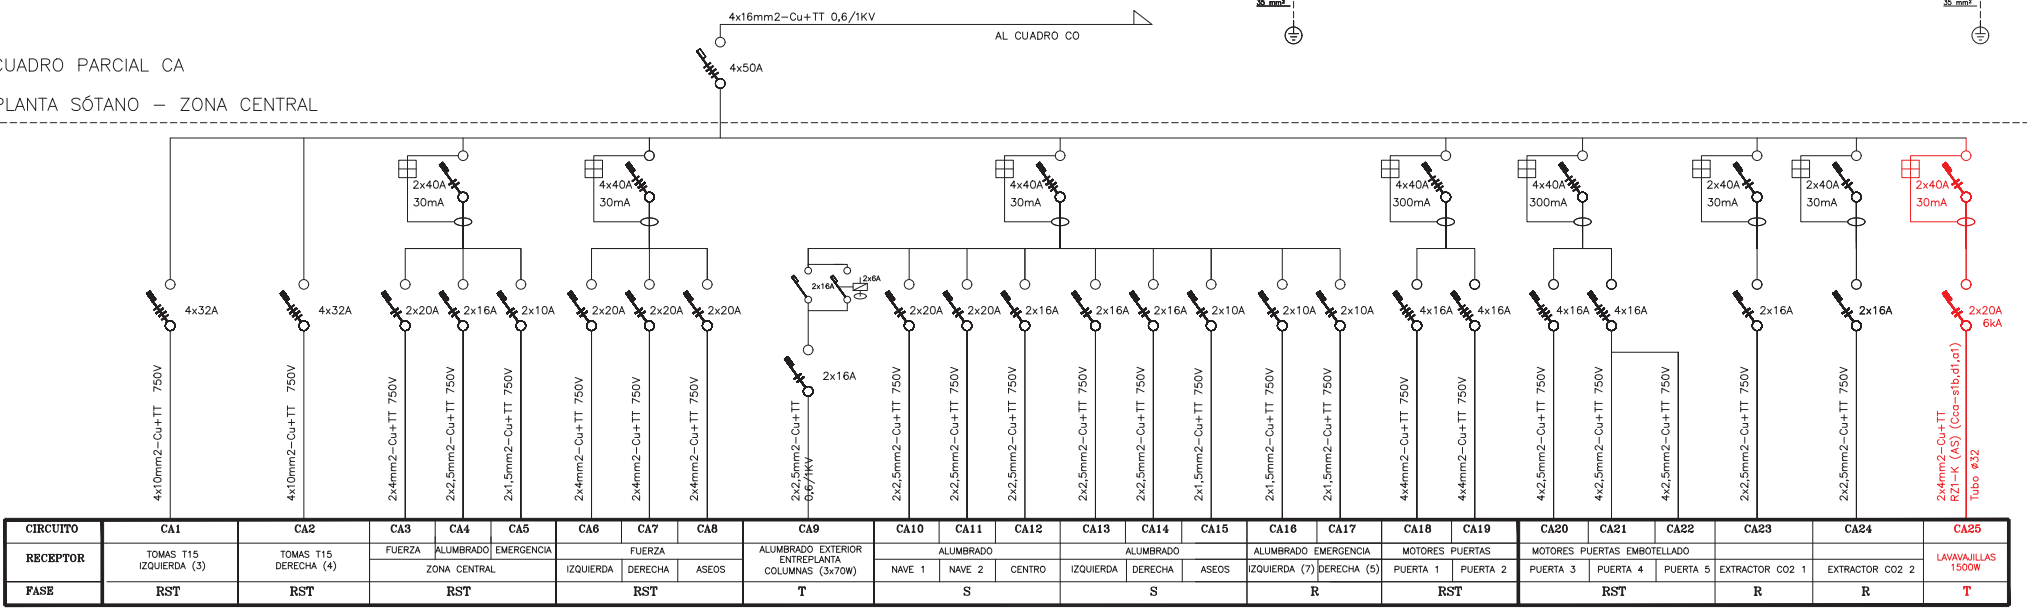 4x16mm2-Cu+TT 0,6/1KV
AL CUADRO CO
35 mm²
35 mm²
CUADRO PARCIAL CA
4x50A
PLANTA SÓTANO - ZONA CENTRAL
2x40A
30mA
4x40A
30mA
4x40A
30mA
4x40A
300mA
4x40A
300mA
2x40A
30mA
2x40A
30mA
2x40A
30mA
4x32A
4x32A
2x20A
2x16A
2x10A
2x20A
2x20A
2x20A
2x16A
2x6A
2x16A
2x20A
2x20A
2x16A
2x16A
2x16A
2x10A
2x10A
2x10A
4x16A
4x16A
4x16A
4x16A
2x16A
2x16A
2x20A
6kA
4x10mm2-Cu+TT 750V
4x10mm2-Cu+TT 750V
2x4mm2-Cu+TT 750V
2x2,5mm2-Cu+TT 750V
2x1,5mm2-Cu+TT 750V
2x4mm2-Cu+TT 750V
2x4mm2-Cu+TT 750V
2x4mm2-Cu+TT 750V
2x2,5mm2-Cu+TT
0,6/1KV
2x2,5mm2-Cu+TT 750V
2x2,5mm2-Cu+TT 750V
2x2,5mm2-Cu+TT 750V
2x2,5mm2-Cu+TT 750V
2x2,5mm2-Cu+TT 750V
2x1,5mm2-Cu+TT 750V
2x1,5mm2-Cu+TT 750V
2x1,5mm2-Cu+TT 750V
4x4mm2-Cu+TT 750V
4x4mm2-Cu+TT 750V
4x2,5mm2-Cu+TT 750V
4x2,5mm2-Cu+TT 750V
4x2,5mm2-Cu+TT 750V
2x2,5mm2-Cu+TT 750V
2x2,5mm2-Cu+TT 750V
2x4mm2-Cu+TT
RZ1-K (AS) (Cca-s1b,d1,a1)
Tubo ø32
CIRCUITO CA1 CA2 CA3 CA4 CA5 CA6 CA7 CA8 CA9 CA10 CA11 CA12 CA13 CA14 CA15 CA16 CA17 CA18 CA19 CA20 CA21 CA22 CA23 CA24 CA25
RECEPTOR
TOMAS T15
IZQUIERDA (3)
TOMAS T15
DERECHA (4)
FUERZA ALUMBRADO EMERGENCIA
ZONA CENTRAL
FUERZA
IZQUIERDA DERECHA ASEOS
ALUMBRADO EXTERIOR
ENTREPLANTA
COLUMNAS (3x70W)
ALUMBRADO
NAVE 1 NAVE 2 CENTRO
ALUMBRADO
IZQUIERDA DERECHA ASEOS
ALUMBRADO EMERGENCIA
IZQUIERDA (7) DERECHA (5)
MOTORES PUERTAS
PUERTA 1 PUERTA 2
MOTORES PUERTAS EMBOTELLADO
PUERTA 3 PUERTA 4 PUERTA 5
EXTRACTOR CO2 1
EXTRACTOR CO2 2
LAVAVAJILLAS
1500W
FASE RST RST RST RST T S S R RST RST R R T